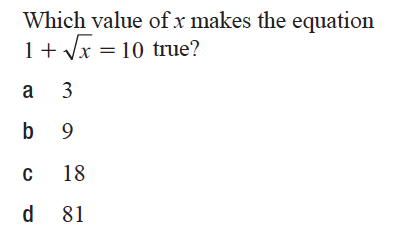 Which value of x makes the equation
1 + √x = 10 true?
a 3
b 9
c 18
d 81